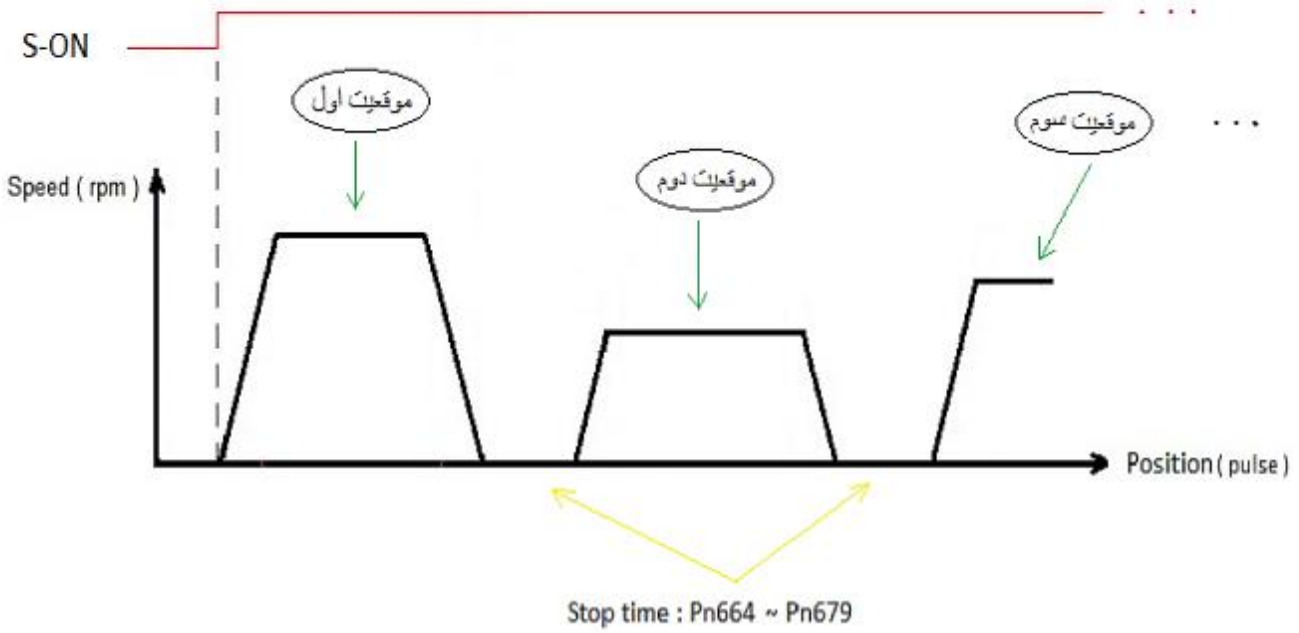 S-ON
. . .
موقعیت اول
موقعیت دوم
موقعیت سوم
. . .
Speed ( rpm )
Position ( pulse )
Stop time : Pn664 ~ Pn679